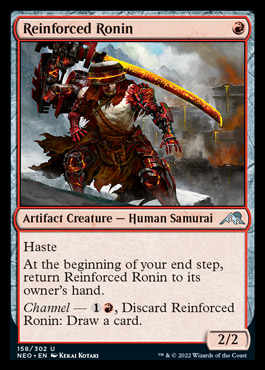 Reinforced Ronin
Artifact Creature — Human Samurai
Haste
At the beginning of your end step,
return Reinforced Ronin to its
owner's hand.
Channel — 1, Discard Reinforced
Ronin: Draw a card.
2/2
158/302 U
NEO • EN KEKAI KOTAKI
™ & © 2022 Wizards of the Coast